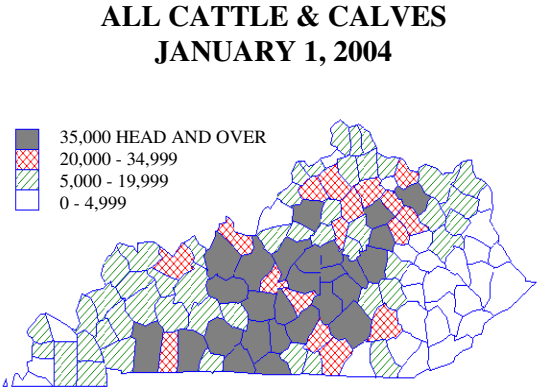 ALL CATTLE & CALVES
JANUARY 1, 2004
35,000 HEAD AND OVER
20,000 - 34,999
5,000 - 19,999
0 - 4,999